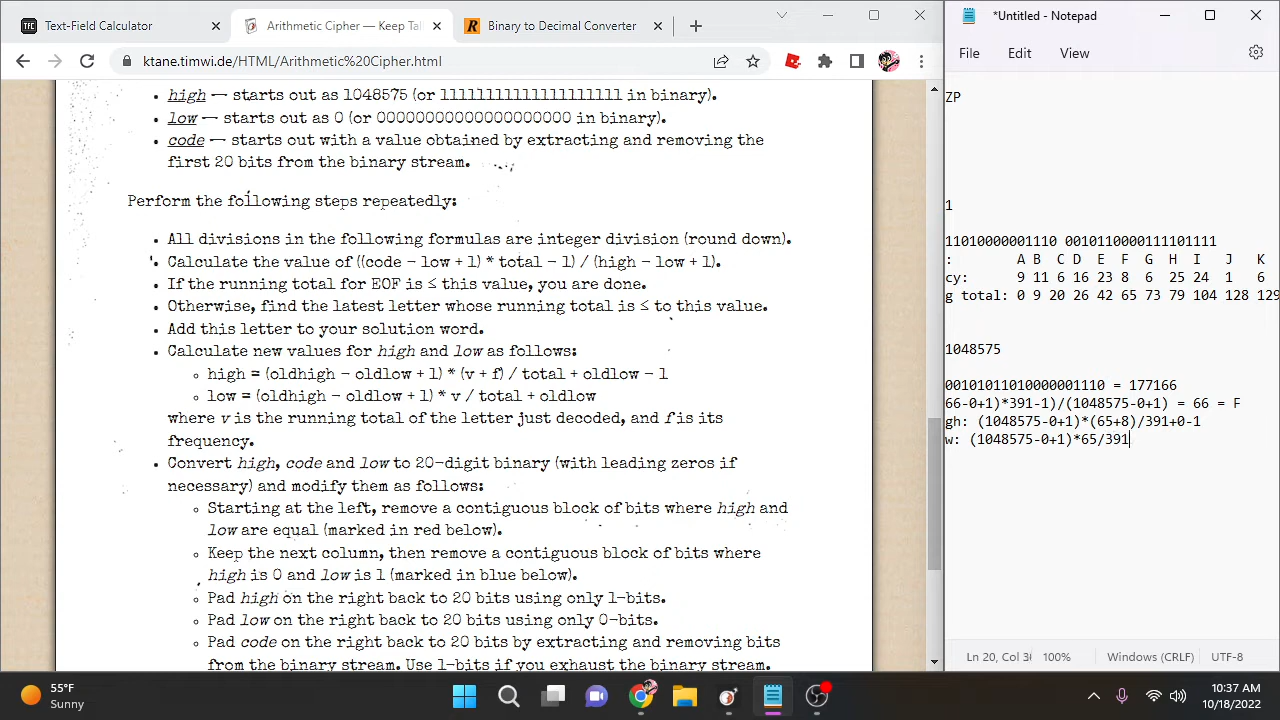 Text-Field Calculator
Arithmetic Cipher — Keep Tal
Binary to Decimal Converter
*Untitled - Notepad
ktane.timwi.de/HTML/Arithmetic%20Cipher.html
File Edit View
high — starts out as 1048575 (or 11111111111111111111 in binary).
low — starts out as 0 (or 00000000000000000000 in binary).
code — starts out with a value obtained by extracting and removing the
first 20 bits from the binary stream.
Perform the following steps repeatedly:
All divisions in the following formulas are integer division (round down).
Calculate the value of ((code − low + 1) * total − 1) / (high − low + 1).
If the running total for EOF is ≤ this value, you are done.
Otherwise, find the latest letter whose running total is ≤ to this value.
Add this letter to your solution word.
Calculate new values for high and low as follows:
high = (oldhigh − oldlow + 1) * (v + f) / total + oldlow − 1
low = (oldhigh − oldlow + 1) * v / total + oldlow
where v is the running total of the letter just decoded, and f is its
frequency.
Convert high, code and low to 20-digit binary (with leading zeros if
necessary) and modify them as follows:
Starting at the left, remove a contiguous block of bits where high and
low are equal (marked in red below).
Keep the next column, then remove a contiguous block of bits where
high is 0 and low is 1 (marked in blue below).
Pad high on the right back to 20 bits using only 1-bits.
Pad low on the right back to 20 bits using only 0-bits.
Pad code on the right back to 20 bits by extracting and removing bits
from the binary stream. Use 1-bits if you exhaust the binary stream.
ZP
1
11010000001110 0010110000111101111
: A B C D E F G H I J K
cy: 9 11 6 16 23 8 6 25 24 1 6
g total: 0 9 20 26 42 65 73 79 104 128 129
1048575
00101011010000001110 = 177166
66-0+1)*391-1)/(1048575-0+1) = 66 = F
gh: (1048575-0+1)*(65+8)/391+0-1
w: (1048575-0+1)*65/391
Ln 20, Col 3
100%
Windows (CRLF)
UTF-8
55°F
Sunny
10:37 AM
10/18/2022